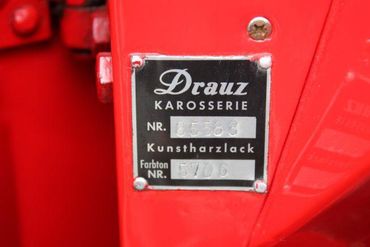 Drauz
KAROSSERIE
NR.
Kunstharzlack
Farbton
NR.